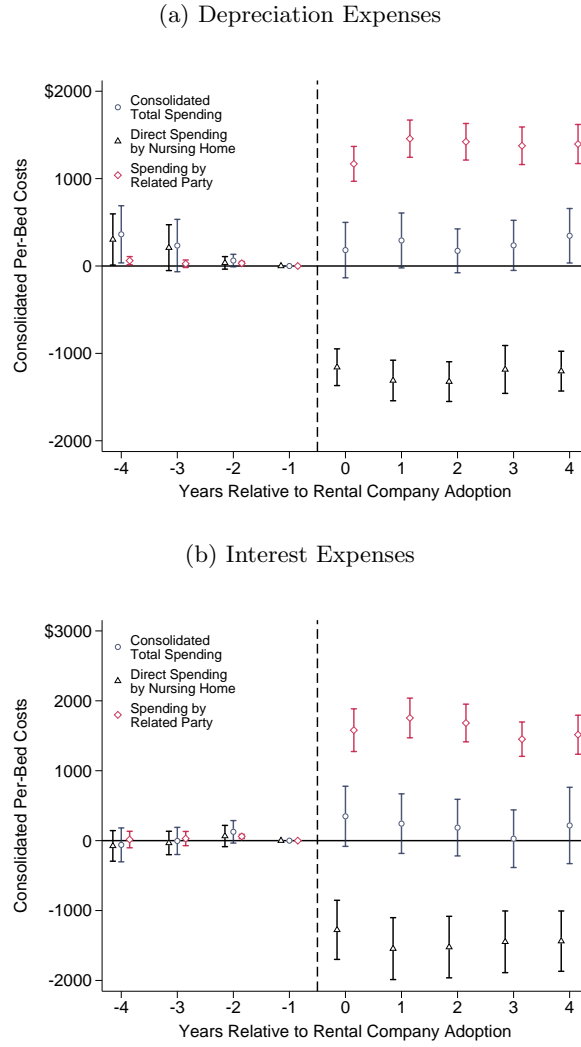 (a) Depreciation Expenses
$2000
1000
0
-1000
-2000
Consolidated Per-Bed Costs
Consolidated
Total Spending
Direct Spending
by Nursing Home
Spending by
Related Party
-4 -3 -2 -1 0 1 2 3 4
Years Relative to Rental Company Adoption
(b) Interest Expenses
$3000
2000
1000
0
-1000
-2000
Consolidated Per-Bed Costs
Consolidated
Total Spending
Direct Spending
by Nursing Home
Spending by
Related Party
-4 -3 -2 -1 0 1 2 3 4
Years Relative to Rental Company Adoption